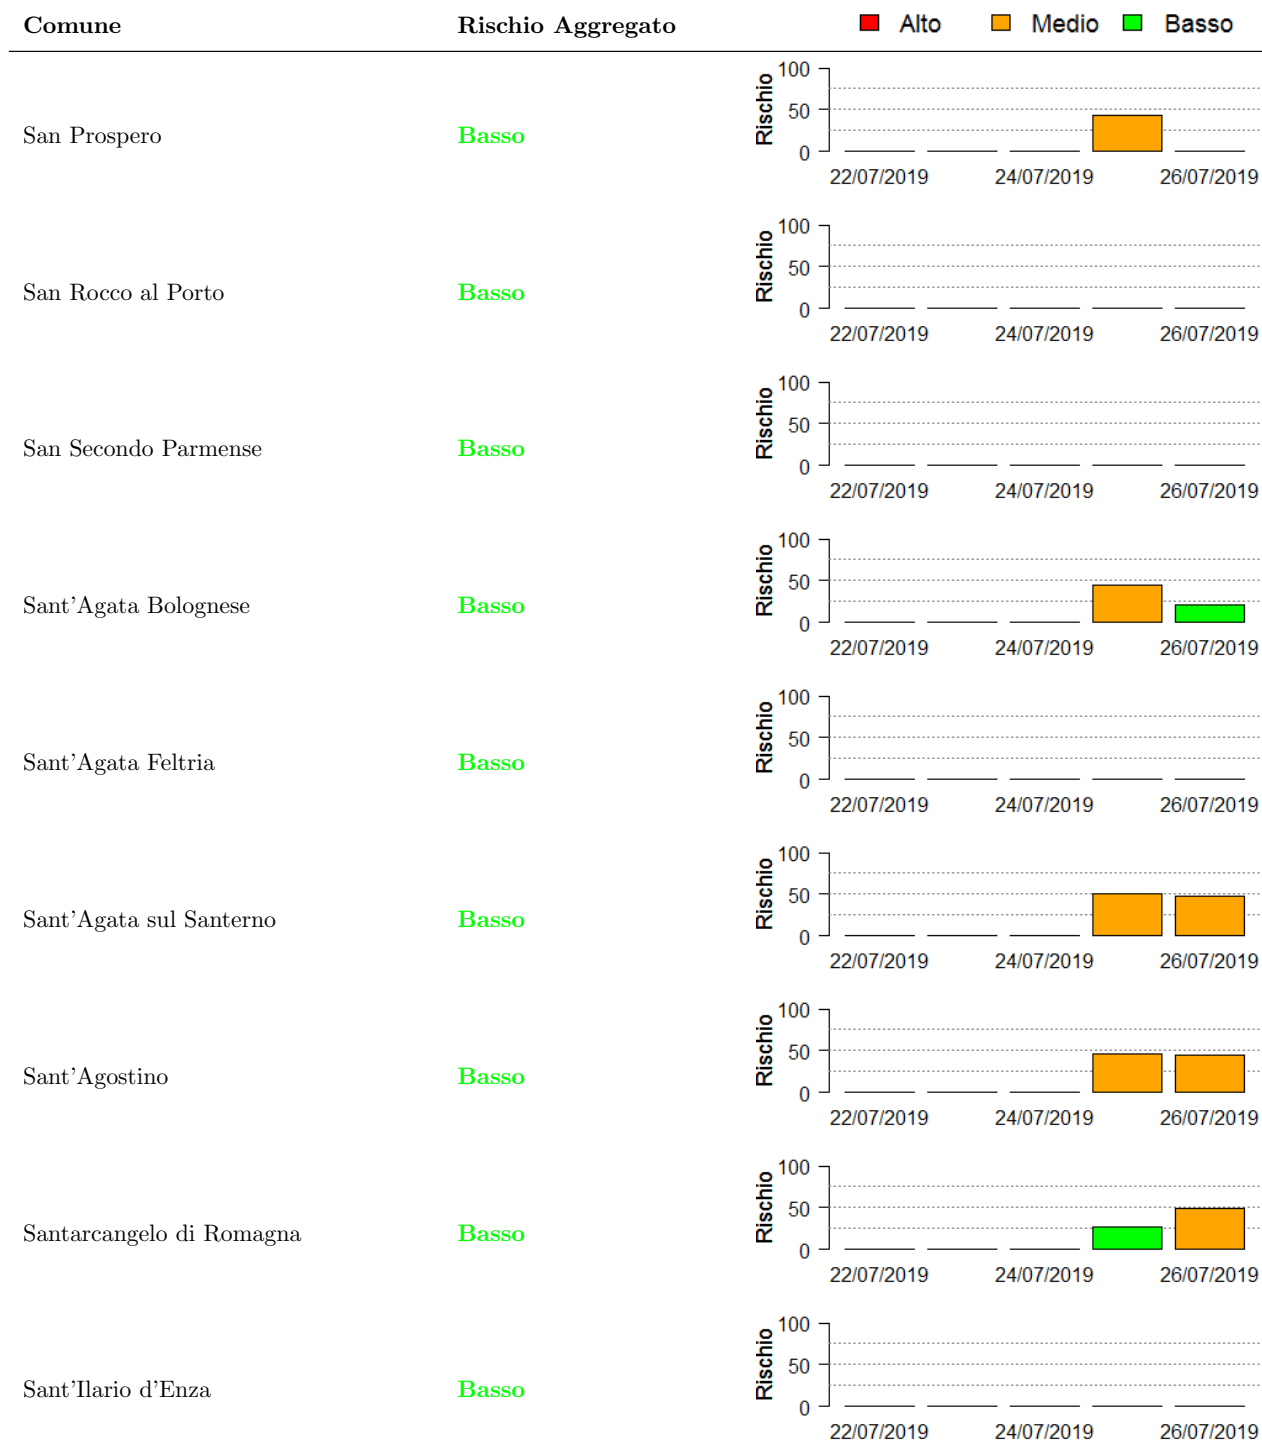 Comune Rischio Aggregato Alto Medio Basso
100
50
0
Rischio
San Prospero Basso
22/07/2019 24/07/2019 26/07/2019
100
50
0
Rischio
San Rocco al Porto Basso
22/07/2019 24/07/2019 26/07/2019
100
50
0
Rischio
San Secondo Parmense Basso
22/07/2019 24/07/2019 26/07/2019
100
50
0
Rischio
Sant'Agata Bolognese Basso
22/07/2019 24/07/2019 26/07/2019
100
50
0
Rischio
Sant'Agata Feltria Basso
22/07/2019 24/07/2019 26/07/2019
100
50
0
Rischio
Sant'Agata sul Santerno Basso
22/07/2019 24/07/2019 26/07/2019
100
50
0
Rischio
Sant'Agostino Basso
22/07/2019 24/07/2019 26/07/2019
100
50
0
Rischio
Santarcangelo di Romagna Basso
22/07/2019 24/07/2019 26/07/2019
100
50
0
Rischio
Sant'Ilario d'Enza Basso
22/07/2019 24/07/2019 26/07/2019